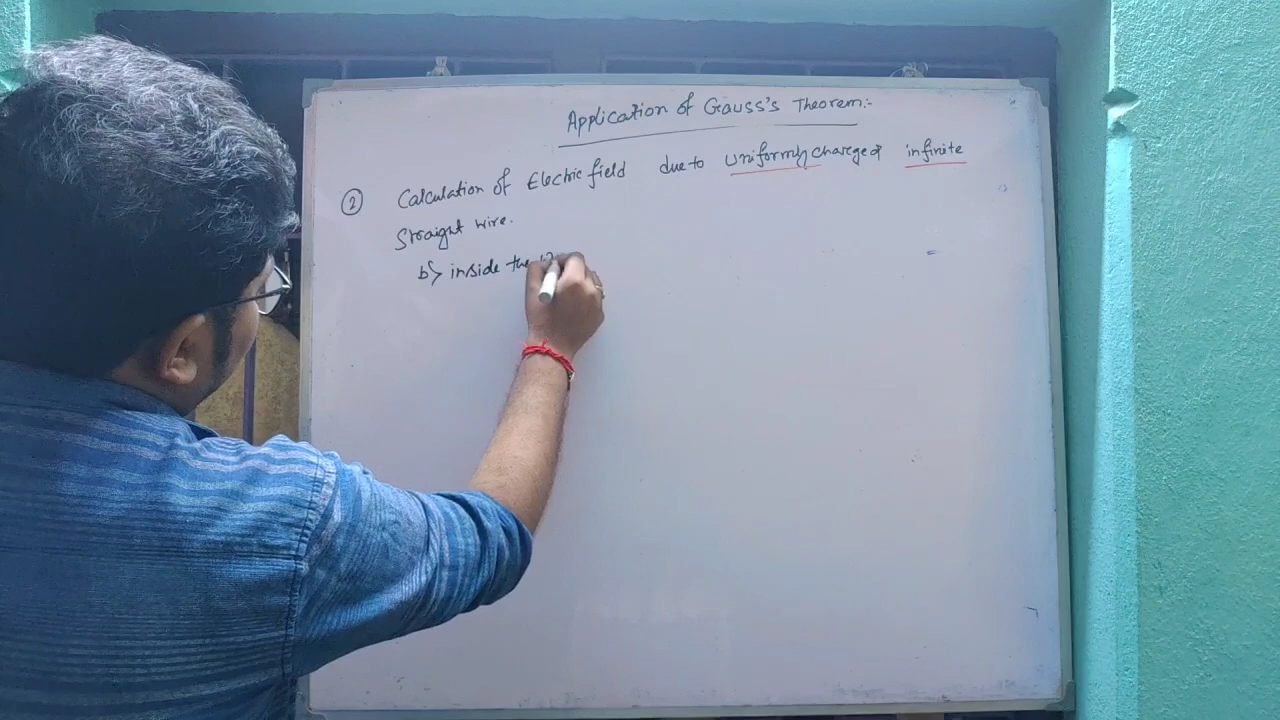 Application of Gauss's Theorem:-
② Calculation of Electric field due to uniformly charged infinite
Straight wire.
b> inside the